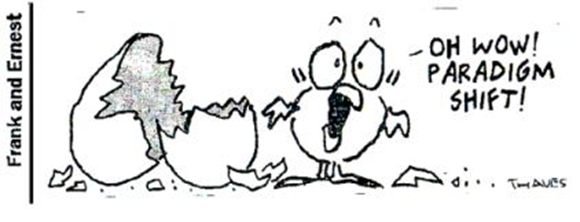 Frank and Ernest
OH WOW!
PARADIGM
SHIFT!
THAVES